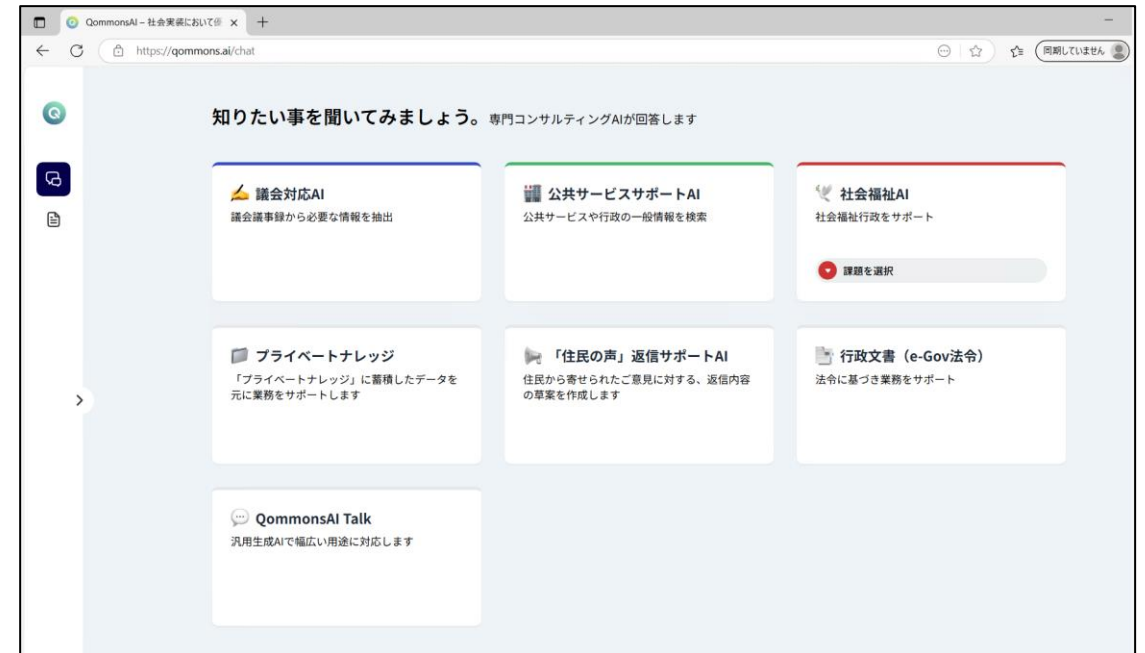 QommonsAI – 社会実装において
https://qommons.ai/chat
同期していません
知りたい事を聞いてみましょう。専門コンサルティングAIが回答します
議会対応AI
議会議事録から必要な情報を抽出
公共サービスサポートAI
公共サービスや行政の一般情報を検索
社会福祉AI
社会福祉行政をサポート
課題を選択
プライベートナレッジ
「プライベートナレッジ」に蓄積したデータを
元に業務をサポートします
「住民の声」返信サポートAI
住民から寄せられたご意見に対する、返信内容
の草案を作成します
行政文書（e-Gov法令）
法令に基づき業務をサポート
QommonsAI Talk
汎用生成AIで幅広い用途に対応します